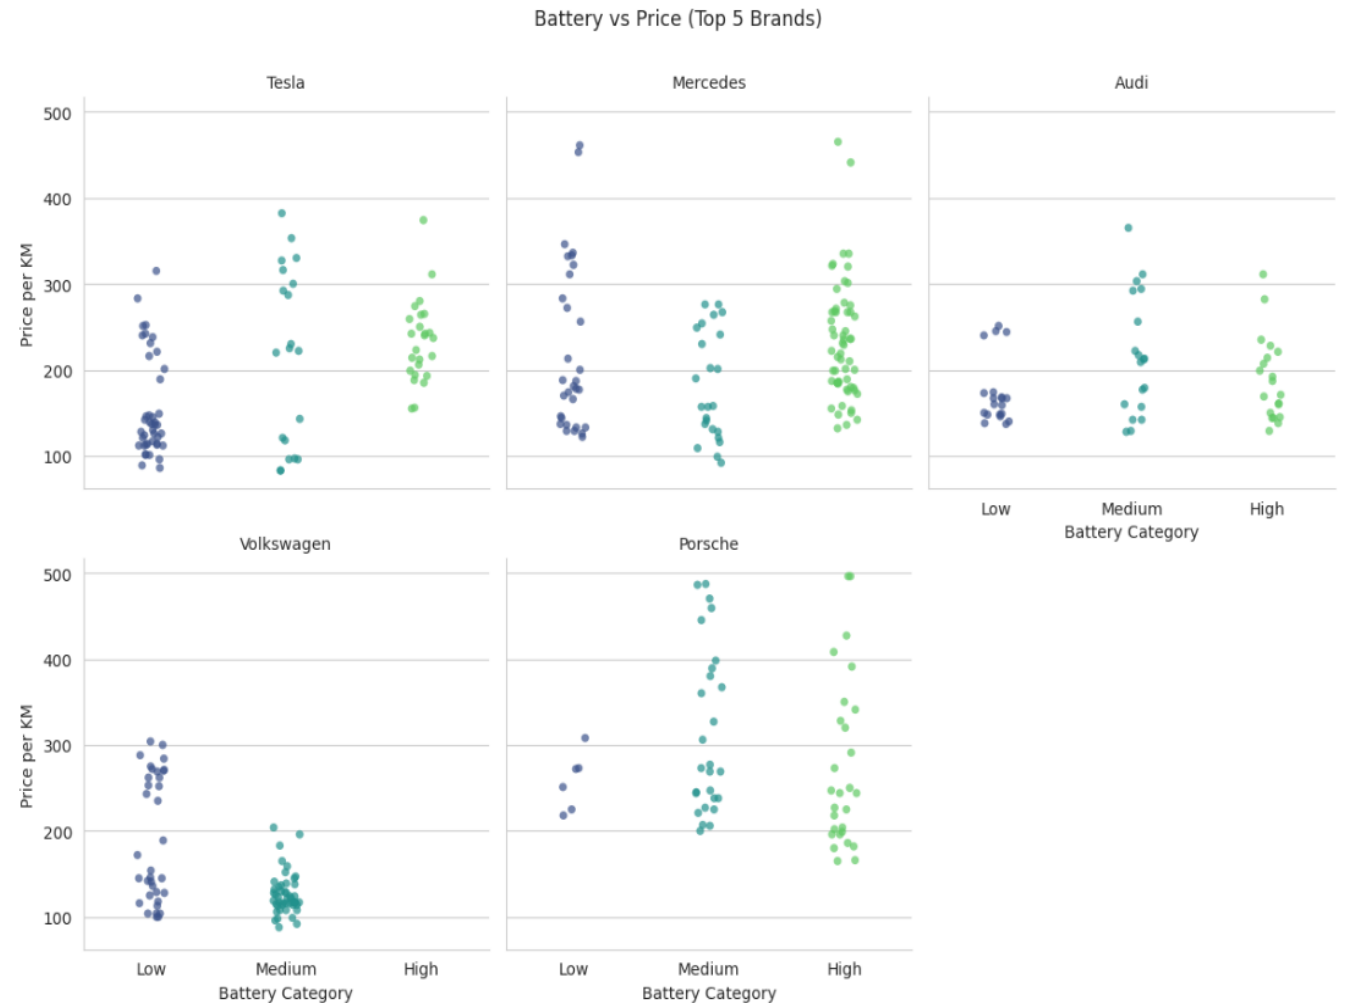 Battery vs Price (Top 5 Brands)
Tesla
Mercedes
Audi
500
400
300
200
100
Price per KM
Low
Medium
High
Battery Category
Volkswagen
Porsche
500
400
300
200
100
Price per KM
Low
Medium
High
Battery Category
Low
Medium
High
Battery Category